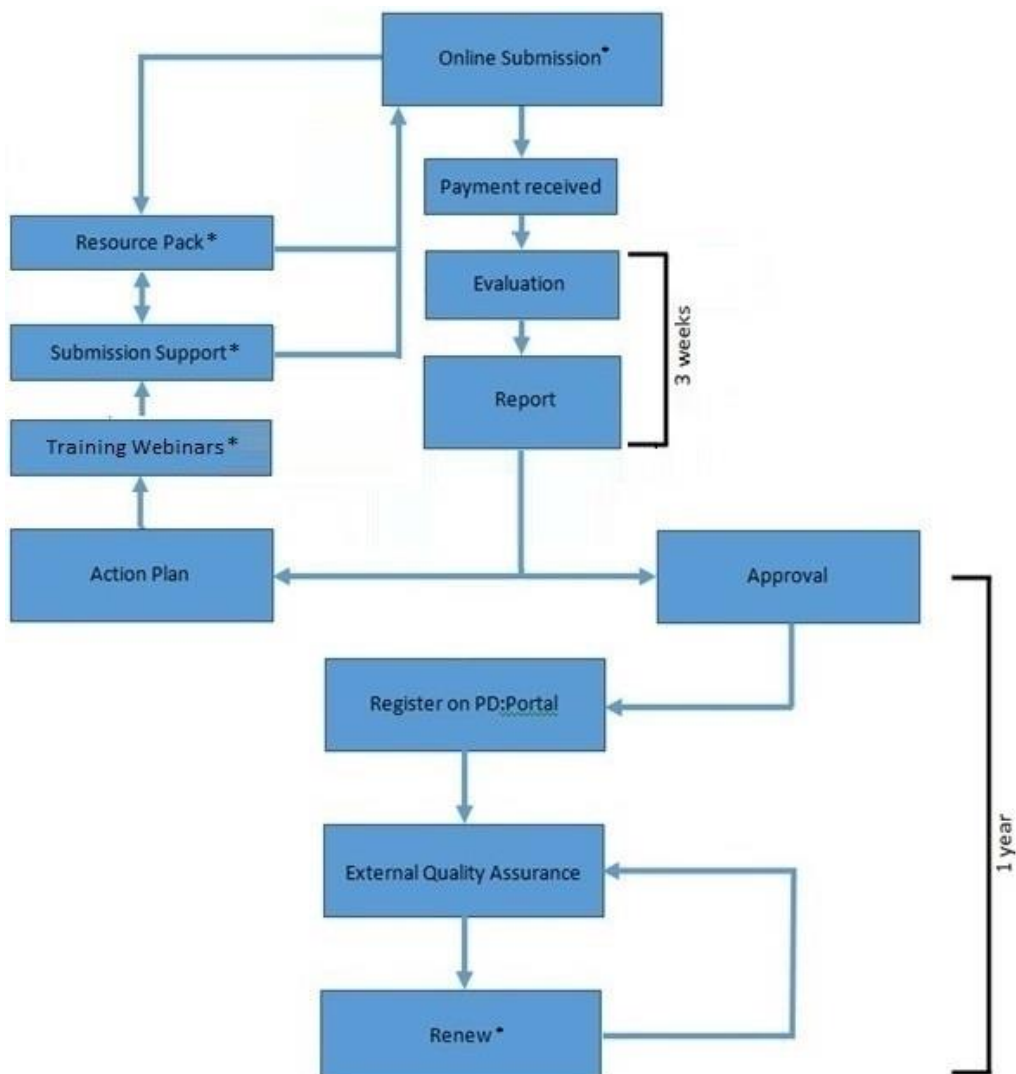 Online Submission*
Payment received
Resource Pack*
Evaluation
3 weeks
Submission Support*
Report
Training Webinars*
Action Plan
Approval
Register on PD:Portal
1 year
External Quality Assurance
Renew*